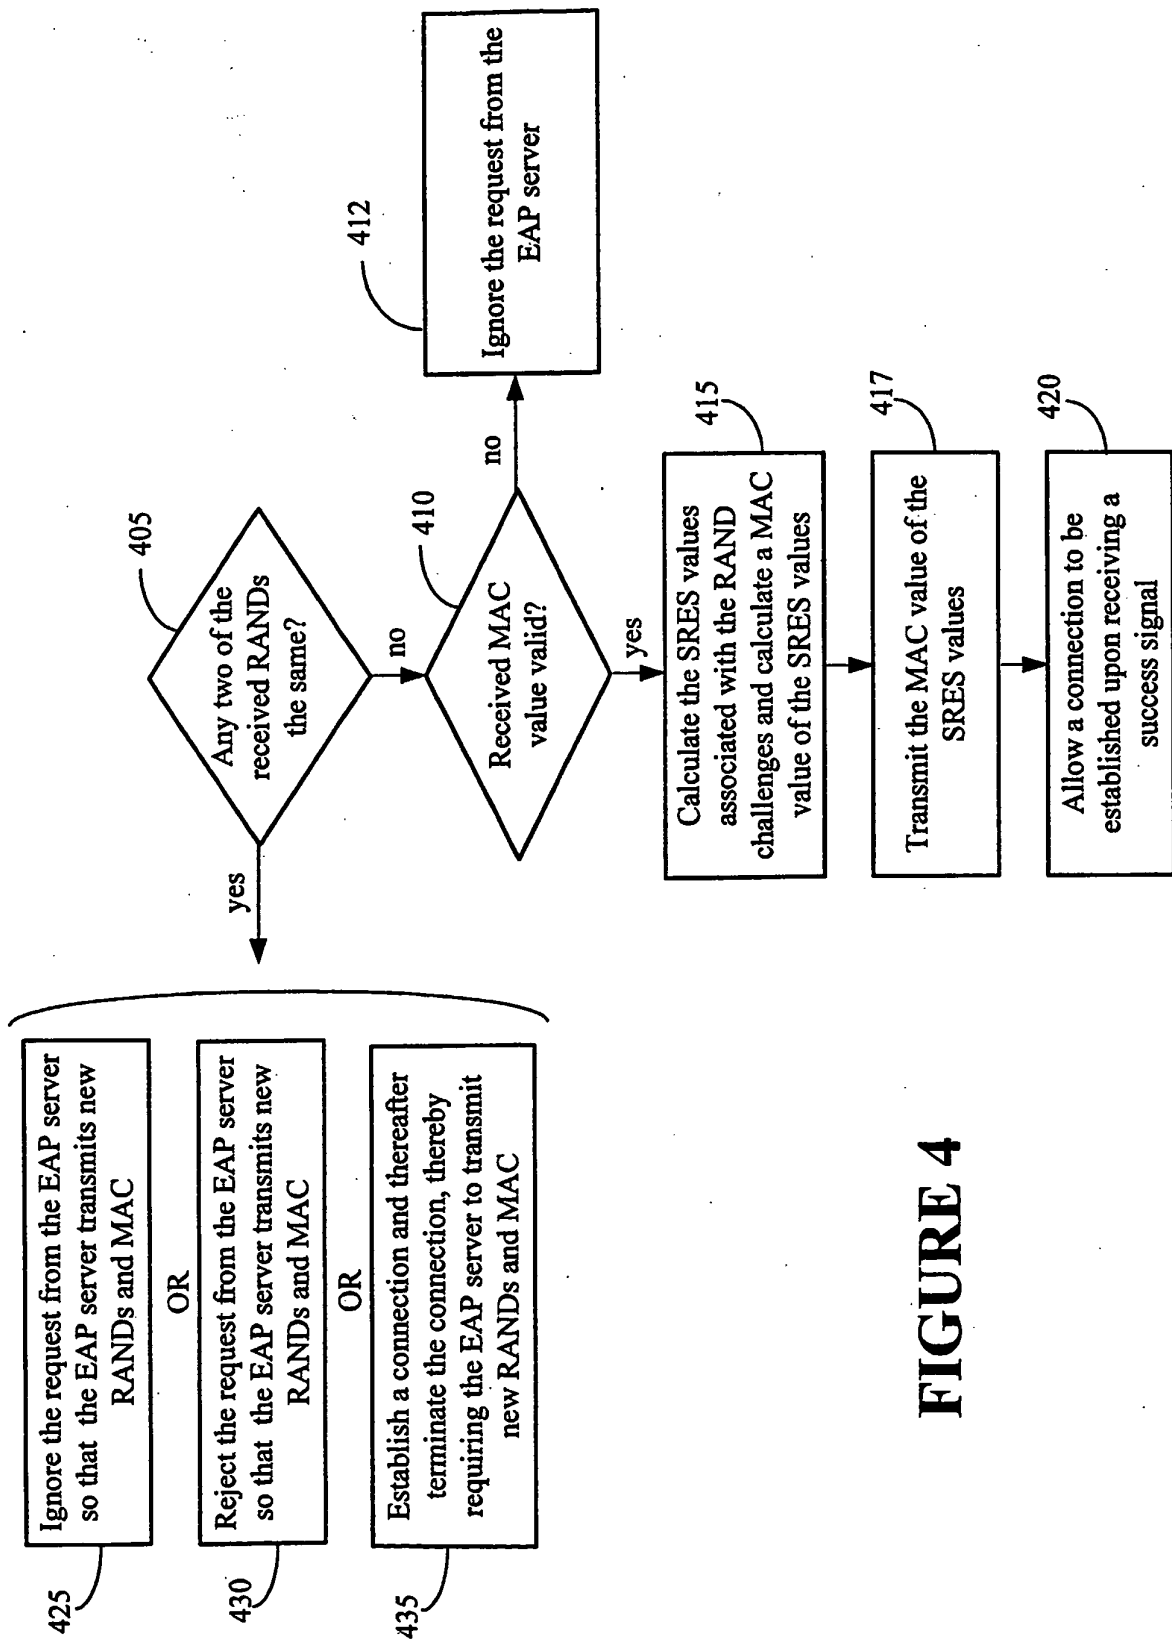 405
Any two of the
received RANDs
the same?
yes
no
410
Received MAC
value valid?
no
412
Ignore the request from the
EAP server
yes
415
Calculate the SRES values
associated with the RAND
challenges and calculate a MAC
value of the SRES values
417
Transmit the MAC value of the
SRES values
420
Allow a connection to be
established upon receiving a
success signal
425
Ignore the request from the EAP server
so that the EAP server transmits new
RANDs and MAC
OR
430
Reject the request from the EAP server
so that the EAP server transmits new
RANDs and MAC
OR
435
Establish a connection and thereafter
terminate the connection, thereby
requiring the EAP server to transmit
new RANDs and MAC
FIGURE 4